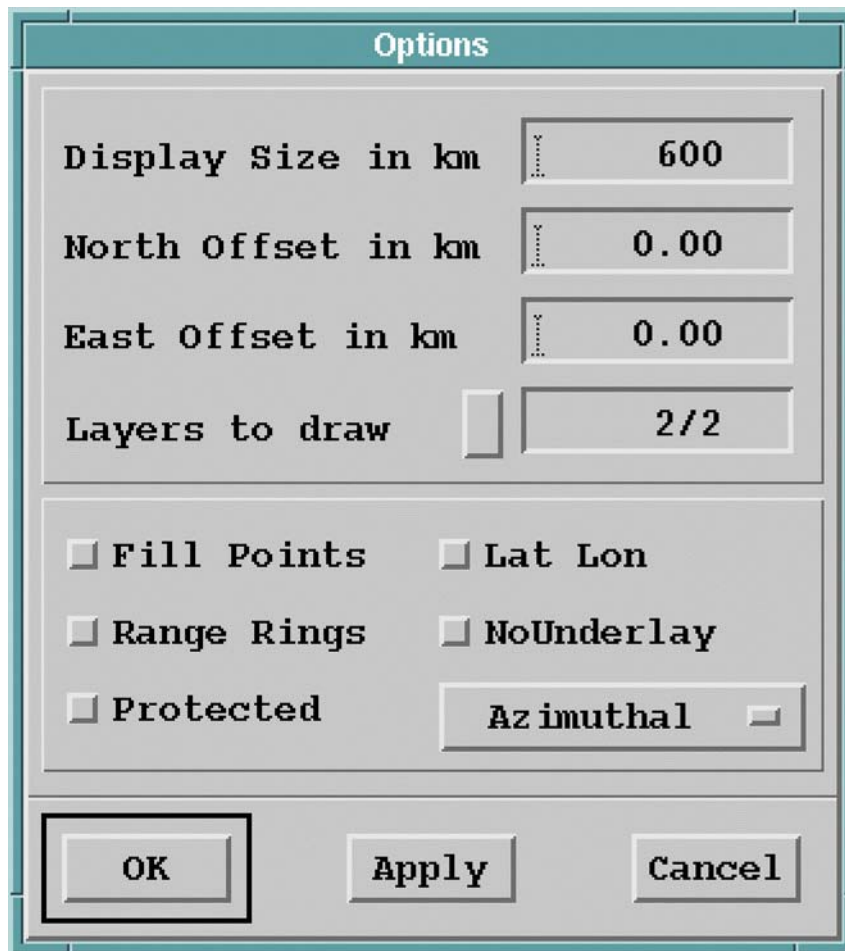 Options
Display Size in km 600
North Offset in km 0.00
East Offset in km 0.00
Layers to draw 2/2
Fill Points Lat Lon
Range Rings NoUnderlay
Protected Azimuthal
OK Apply Cancel